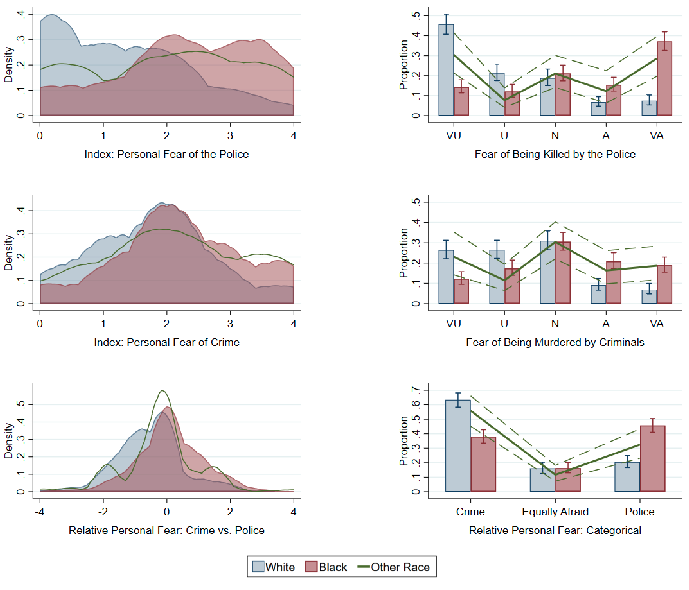 Density
0 .1 .2 .3 .4
0 1 2 3 4
Index: Personal Fear of the Police
Proportion
0 .1 .2 .3 .4 .5
VU U N A VA
Fear of Being Killed by the Police
Density
0 .1 .2 .3 .4
0 1 2 3 4
Index: Personal Fear of Crime
Proportion
0 .1 .2 .3 .4 .5
VU U N A VA
Fear of Being Murdered by Criminals
Density
0 .1 .2 .3 .4 .5
-4 -2 0 2 4
Relative Personal Fear: Crime vs. Police
Proportion
0 .1 .2 .3 .4 .5 .6 .7
Crime Equally Afraid Police
Relative Personal Fear: Categorical
White Black Other Race